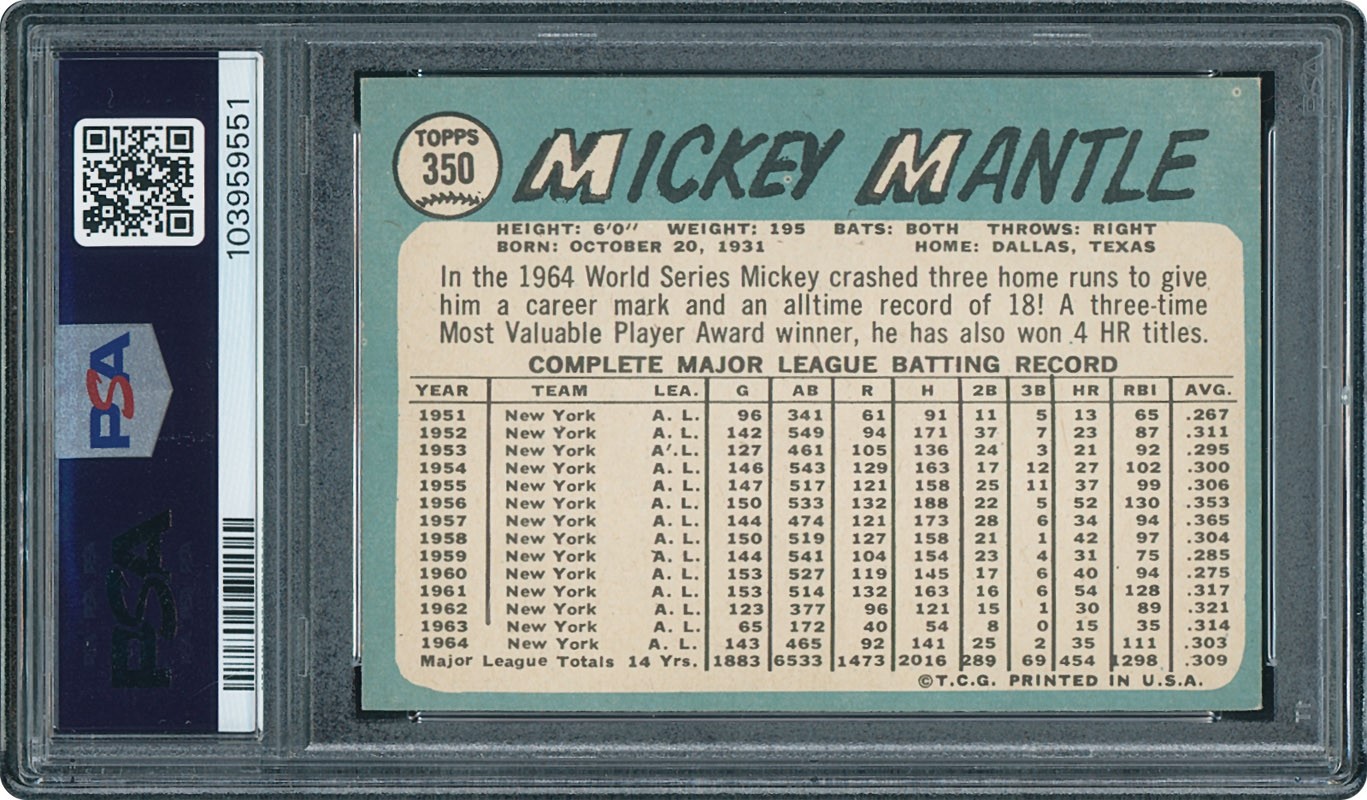 103959551
PSA
PSA
TOPPS
350
MICKEY MANTLE
HEIGHT: 6'0" WEIGHT: 195 BATS: BOTH THROWS: RIGHT
BORN: OCTOBER 20, 1931 HOME: DALLAS, TEXAS
In the 1964 World Series Mickey crashed three home runs to give
him a career mark and an alltime record of 18! A three-time
Most Valuable Player Award winner, he has also won 4 HR titles.
COMPLETE MAJOR LEAGUE BATTING RECORD
YEAR TEAM LEA. G AB R H 2B 3B HR RBI AVG.
1951 New York A. L. 96 341 61 91 11 5 13 65 .267
1952 New York A. L. 142 549 94 171 37 7 23 87 .311
1953 New York A. L. 127 461 105 136 24 3 21 92 .295
1954 New York A. L. 146 543 129 163 17 12 27 102 .300
1955 New York A. L. 147 517 121 158 25 11 37 99 .306
1956 New York A. L. 150 533 132 188 22 5 52 130 .353
1957 New York A. L. 144 474 121 173 28 6 34 94 .365
1958 New York A. L. 150 519 127 158 21 1 42 97 .304
1959 New York A. L. 144 541 104 154 23 4 31 75 .285
1960 New York A. L. 153 527 119 145 17 6 40 94 .275
1961 New York A. L. 153 514 132 163 16 6 54 128 .317
1962 New York A. L. 123 377 96 121 15 1 30 89 .321
1963 New York A. L. 65 172 40 54 8 0 15 35 .314
1964 New York A. L. 143 465 92 141 25 2 35 111 .303
Major League Totals 14 Yrs. 1883 6533 1473 2016 289 69 454 1298 .309
©T.C.G. PRINTED IN U.S.A.